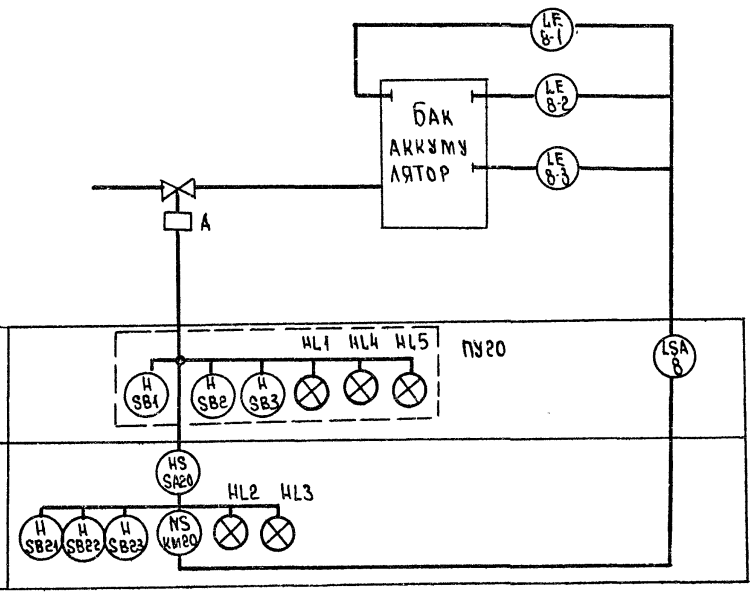 LE
8-1
LE
8-2
БАК
АККУМУ
ЛЯТОР
LE
8-3
А
HL1 HL4 HL5
ПУ20
LSA
8
H
SB1
H
SB2
H
SB3
HS
SA20
HL2 HL3
H
SB21
H
SB22
H
SB23
NS
КМ20